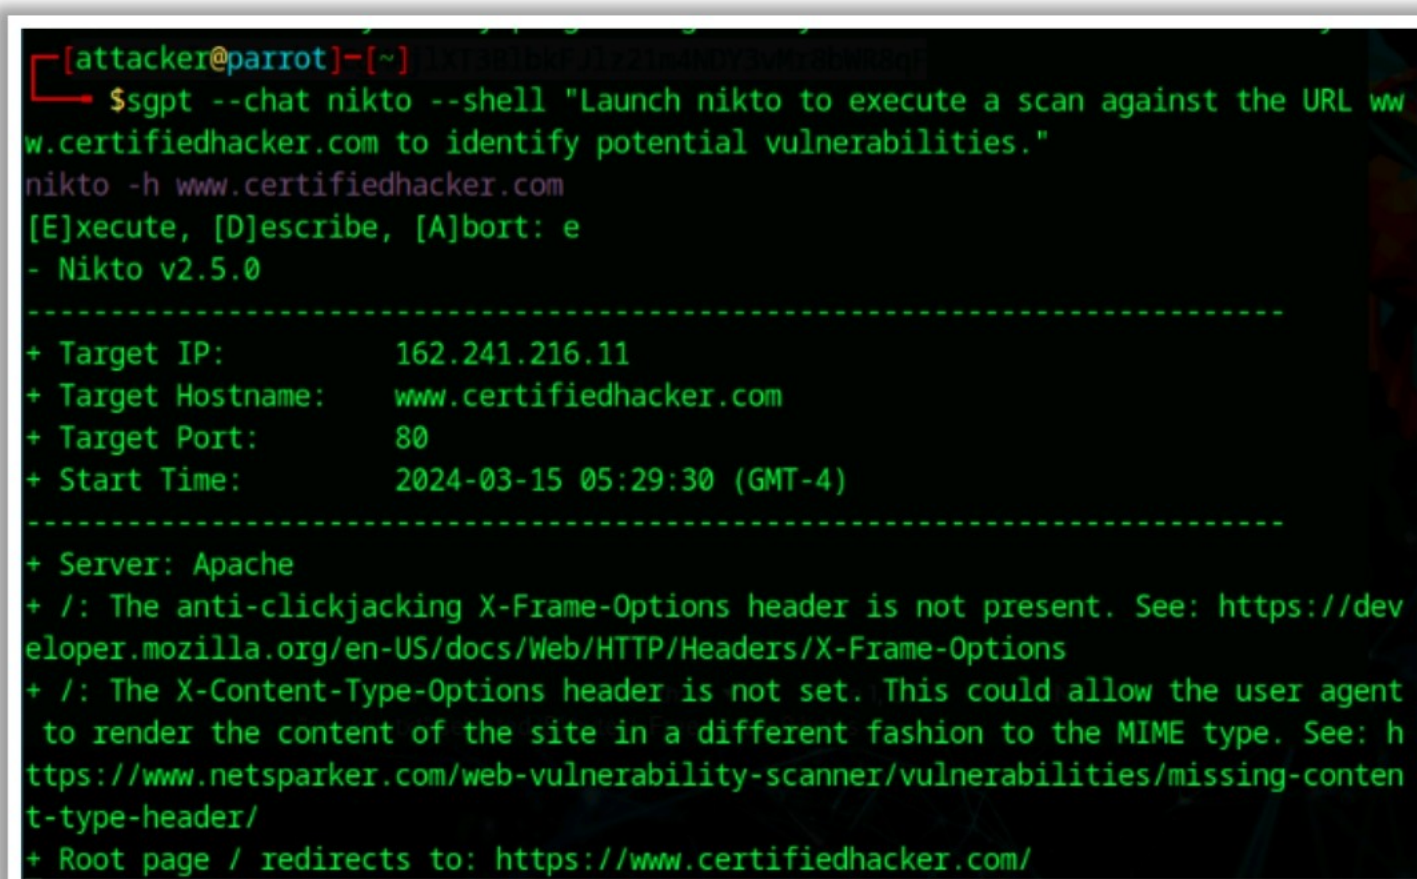 [attacker@parrot]─[~]
$sgpt --chat nikto --shell "Launch nikto to execute a scan against the URL ww
w.certifiedhacker.com to identify potential vulnerabilities."
nikto -h www.certifiedhacker.com
[E]xecute, [D]escribe, [A]bort: e
- Nikto v2.5.0
---------------------------------------------------------------------------
+ Target IP:          162.241.216.11
+ Target Hostname:    www.certifiedhacker.com
+ Target Port:        80
+ Start Time:         2024-03-15 05:29:30 (GMT-4)
---------------------------------------------------------------------------
+ Server: Apache
+ /: The anti-clickjacking X-Frame-Options header is not present. See: https://dev
eloper.mozilla.org/en-US/docs/Web/HTTP/Headers/X-Frame-Options
+ /: The X-Content-Type-Options header is not set. This could allow the user agent
 to render the content of the site in a different fashion to the MIME type. See: h
ttps://www.netsparker.com/web-vulnerability-scanner/vulnerabilities/missing-conten
t-type-header/
+ Root page / redirects to: https://www.certifiedhacker.com/